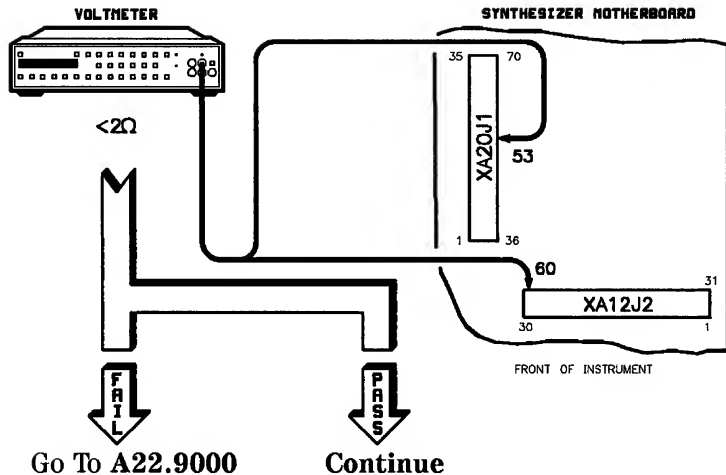 VOLTMETER
SYNTHESIZER MOTHERBOARD
<2Ω
35
70
XA20J1
53
1
36
60
31
XA12J2
30
1
FRONT OF INSTRUMENT
FAIL
PASS
Go To A22.9000
Continue